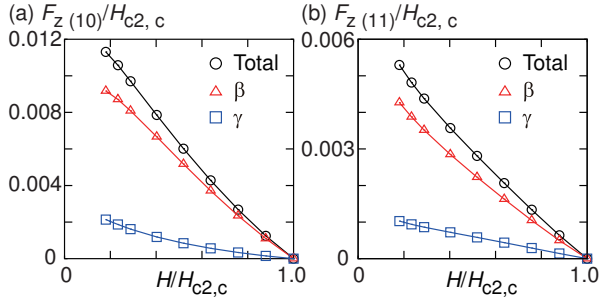 (a) F_z (10)/H_c2, c
0.012
0.008
0.004
0
0
H/H_c2,c
1.0
Total
β
γ
(b) F_z (11)/H_c2, c
0.006
0.003
0
0
H/H_c2,c
1.0
Total
β
γ